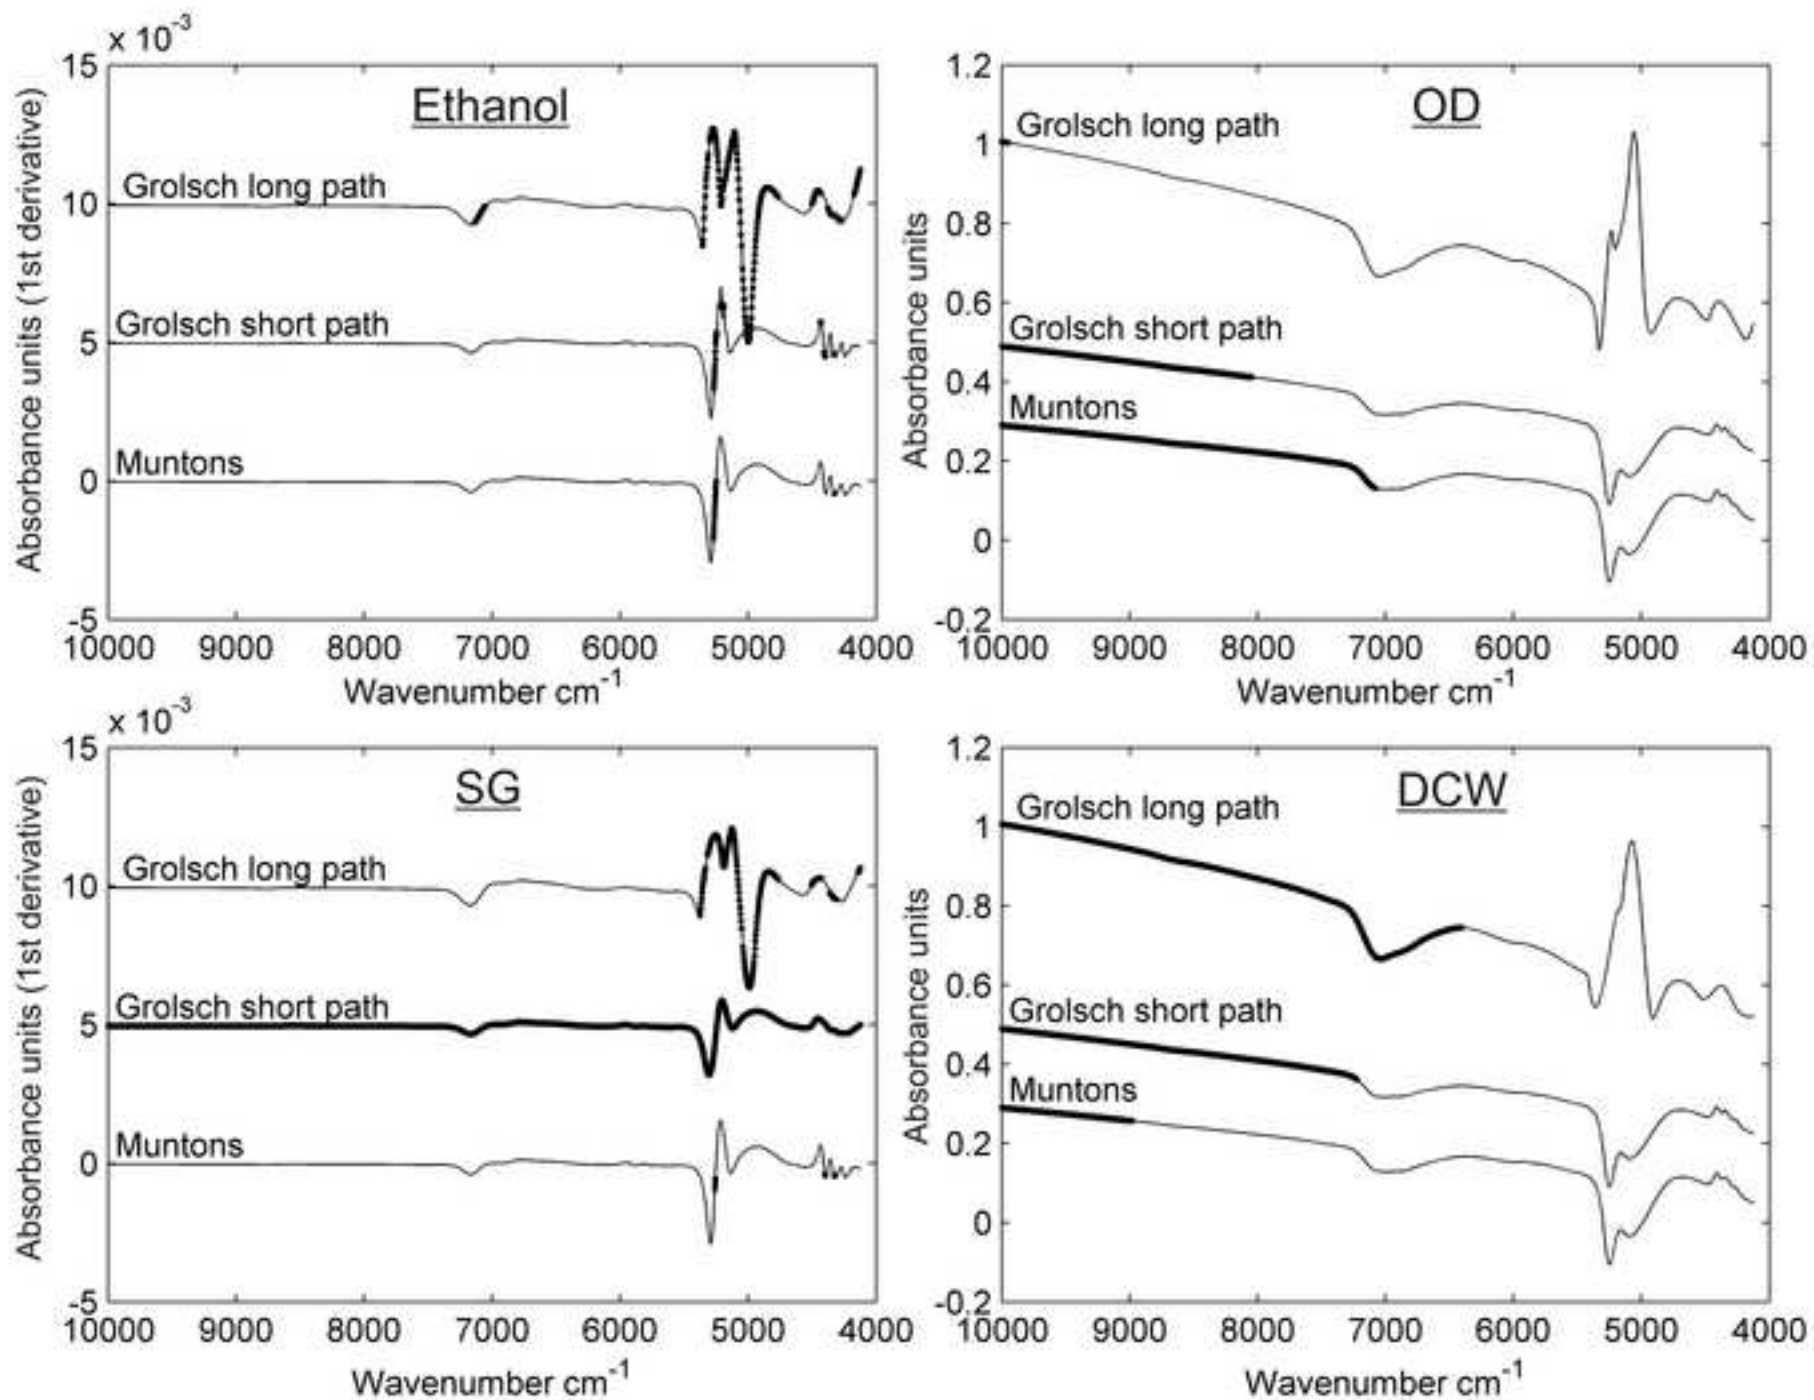 x 10⁻³
15
10
5
0
-5
Absorbance units (1st derivative)
Ethanol
Grolsch long path
Grolsch short path
Muntons
10000 9000 8000 7000 6000 5000 4000
Wavenumber cm⁻¹
1.2
1
0.8
0.6
0.4
0.2
0
-0.2
Absorbance units
OD
Grolsch long path
Grolsch short path
Muntons
10000 9000 8000 7000 6000 5000 4000
Wavenumber cm⁻¹
x 10⁻³
15
10
5
0
-5
Absorbance units (1st derivative)
SG
Grolsch long path
Grolsch short path
Muntons
10000 9000 8000 7000 6000 5000 4000
Wavenumber cm⁻¹
1.2
1
0.8
0.6
0.4
0.2
0
-0.2
Absorbance units
DCW
Grolsch long path
Grolsch short path
Muntons
10000 9000 8000 7000 6000 5000 4000
Wavenumber cm⁻¹